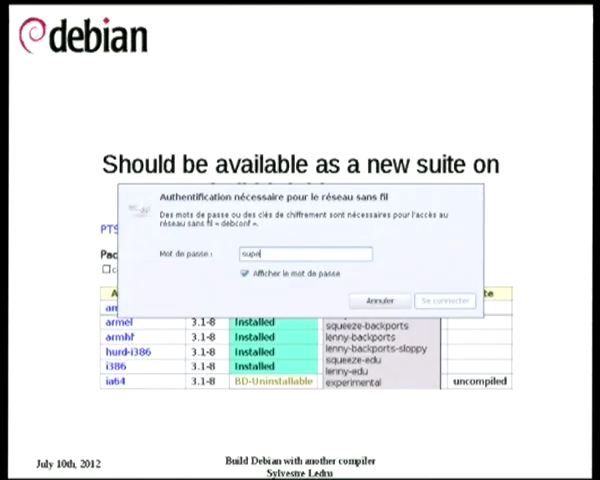 debian
Should be available as a new suite on
Authentification nécessaire pour le réseau sans fil
Des mots de passe ou des clés de chiffrement sont nécessaires pour l'accès au
réseau sans fil « debconf ».
PTS
Mot de passe :
Pac
Afficher le mot de passe
Annuler Se connecter
armel 3.1-8 Installed squeeze-backports
armhf 3.1-8 Installed lenny-backports
hurd-i386 3.1-8 Installed lenny-backports-sloppy
i386 3.1-8 Installed squeeze-edu
lenny-edu
ia64 3.1-8 BD-Uninstallable experimental uncompiled
July 10th, 2012
Build Debian with another compiler
Sylvestre Ledru